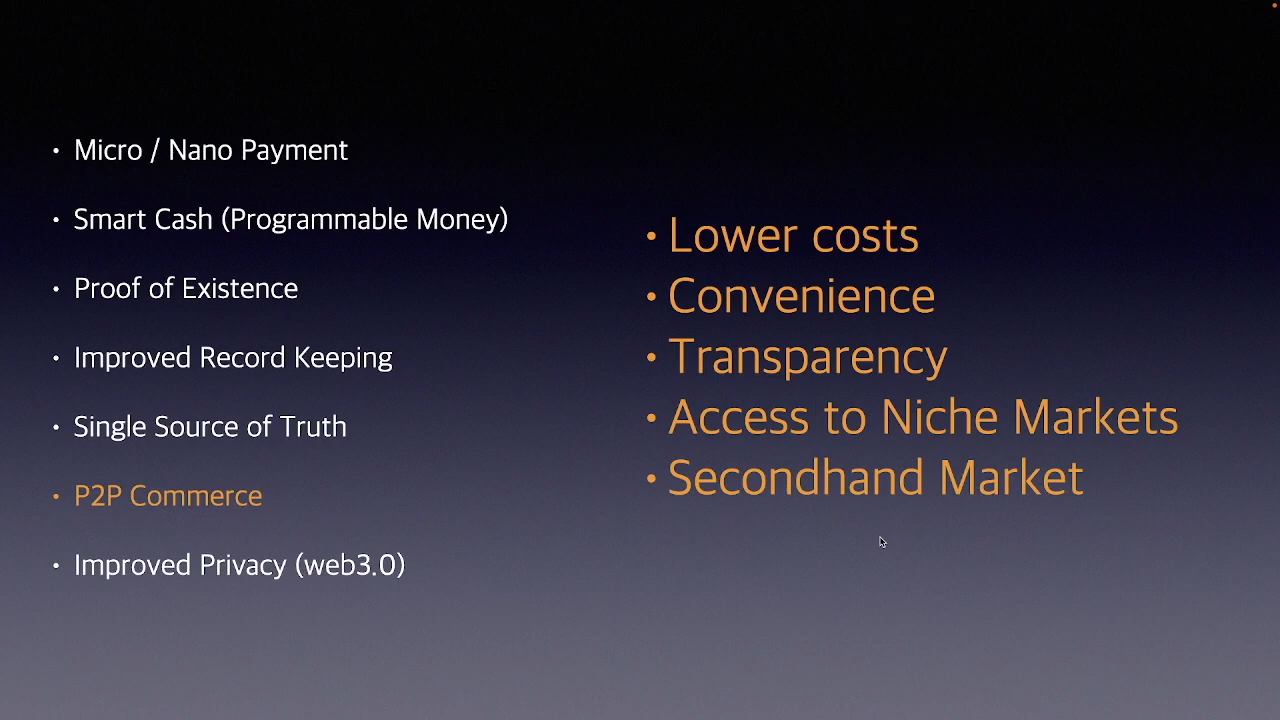 • Micro / Nano Payment
• Smart Cash (Programmable Money)
• Proof of Existence
• Improved Record Keeping
• Single Source of Truth
• P2P Commerce
• Improved Privacy (web3.0)
• Lower costs
• Convenience
• Transparency
• Access to Niche Markets
• Secondhand Market